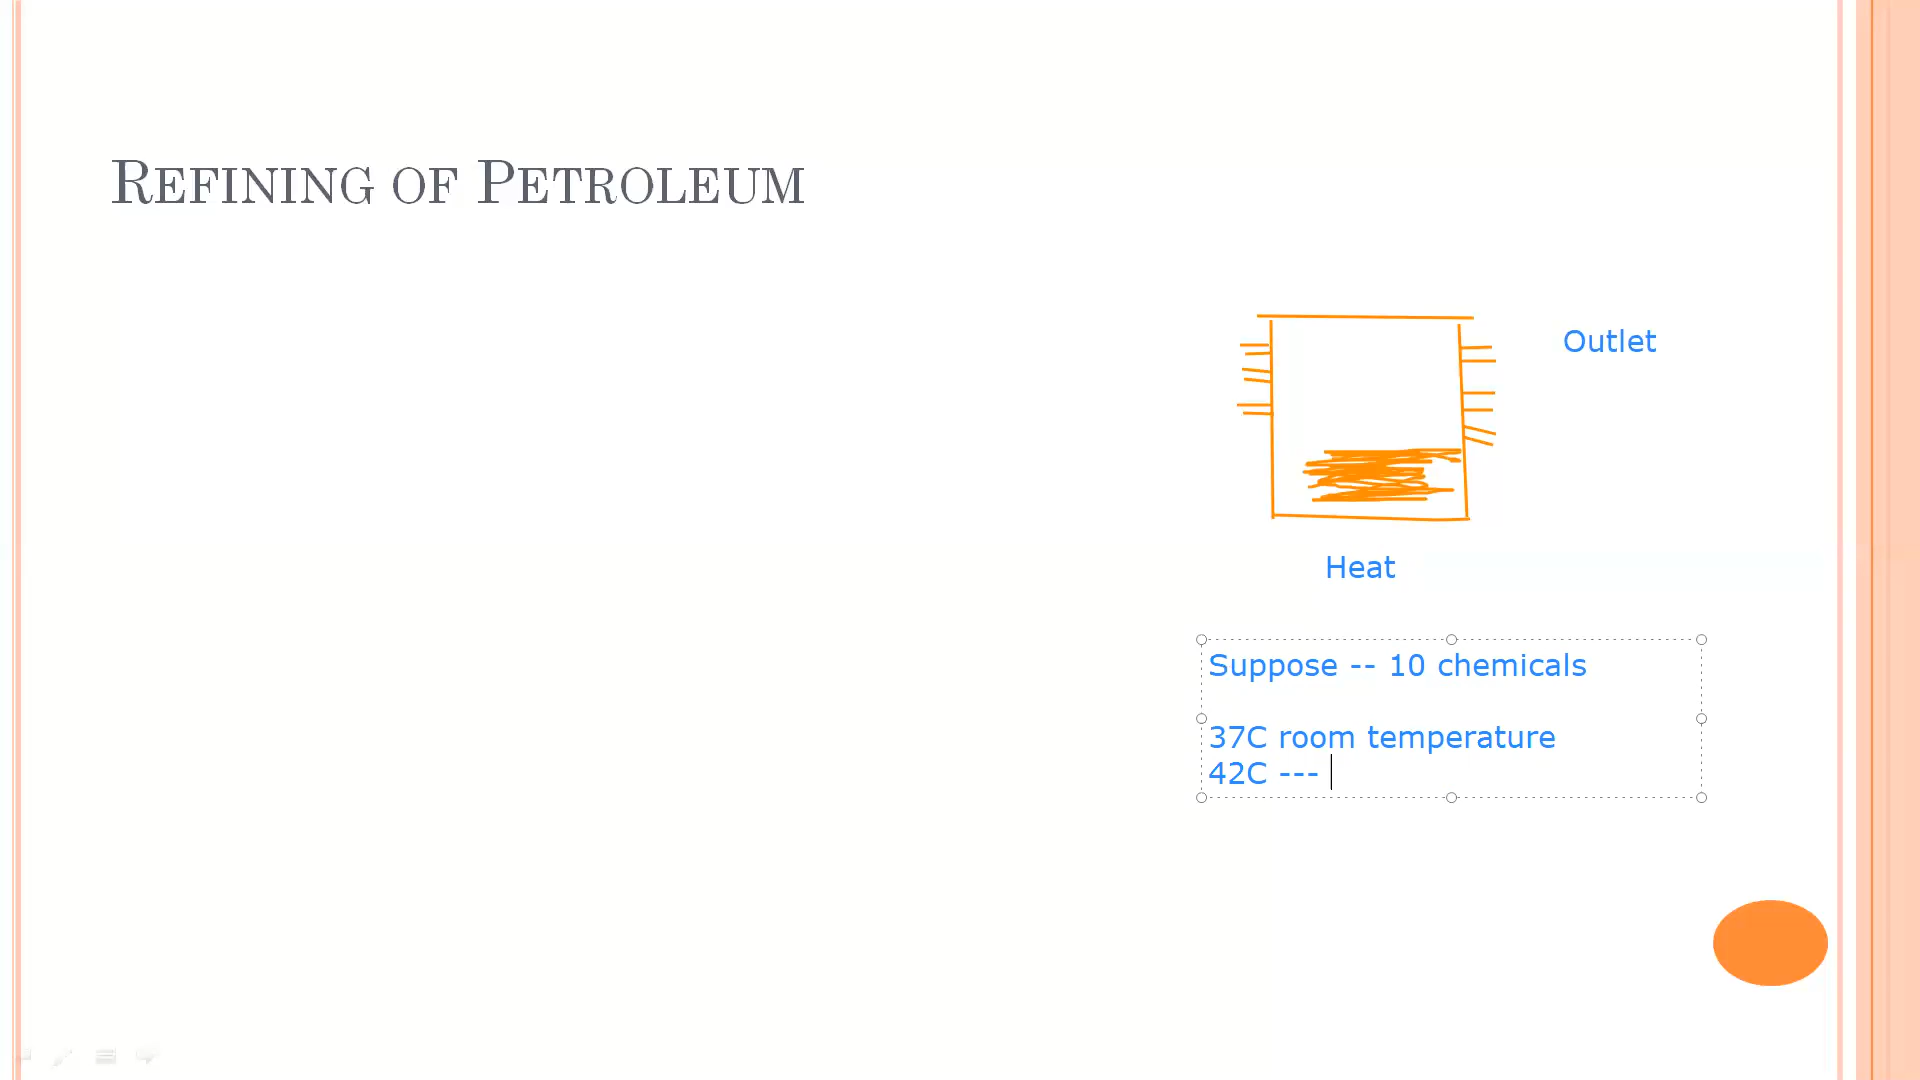 Refining of Petroleum
Outlet
Heat
Suppose -- 10 chemicals
37C room temperature
42C ---